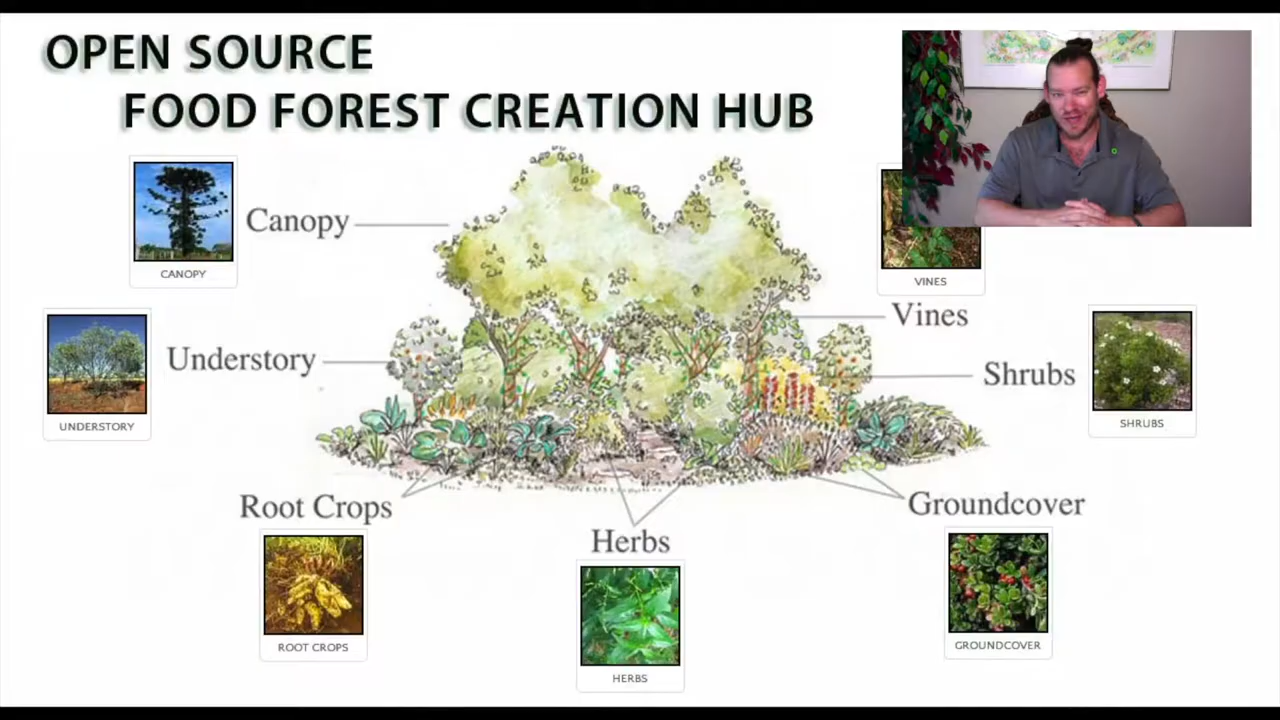 OPEN SOURCE
FOOD FOREST CREATION HUB
Canopy
CANOPY
VINES
Vines
Understory
UNDERSTORY
Shrubs
SHRUBS
Root Crops
ROOT CROPS
Herbs
HERBS
Groundcover
GROUNDCOVER